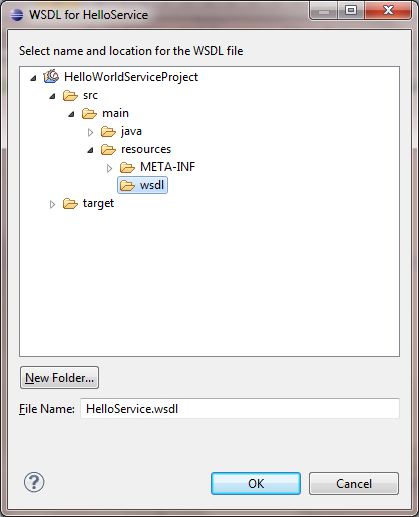 WSDL for HelloService
Select name and location for the WSDL file
HelloWorldServiceProject
src
main
java
resources
META-INF
wsdl
target
New Folder...
File Name: HelloService.wsdl
? OK Cancel